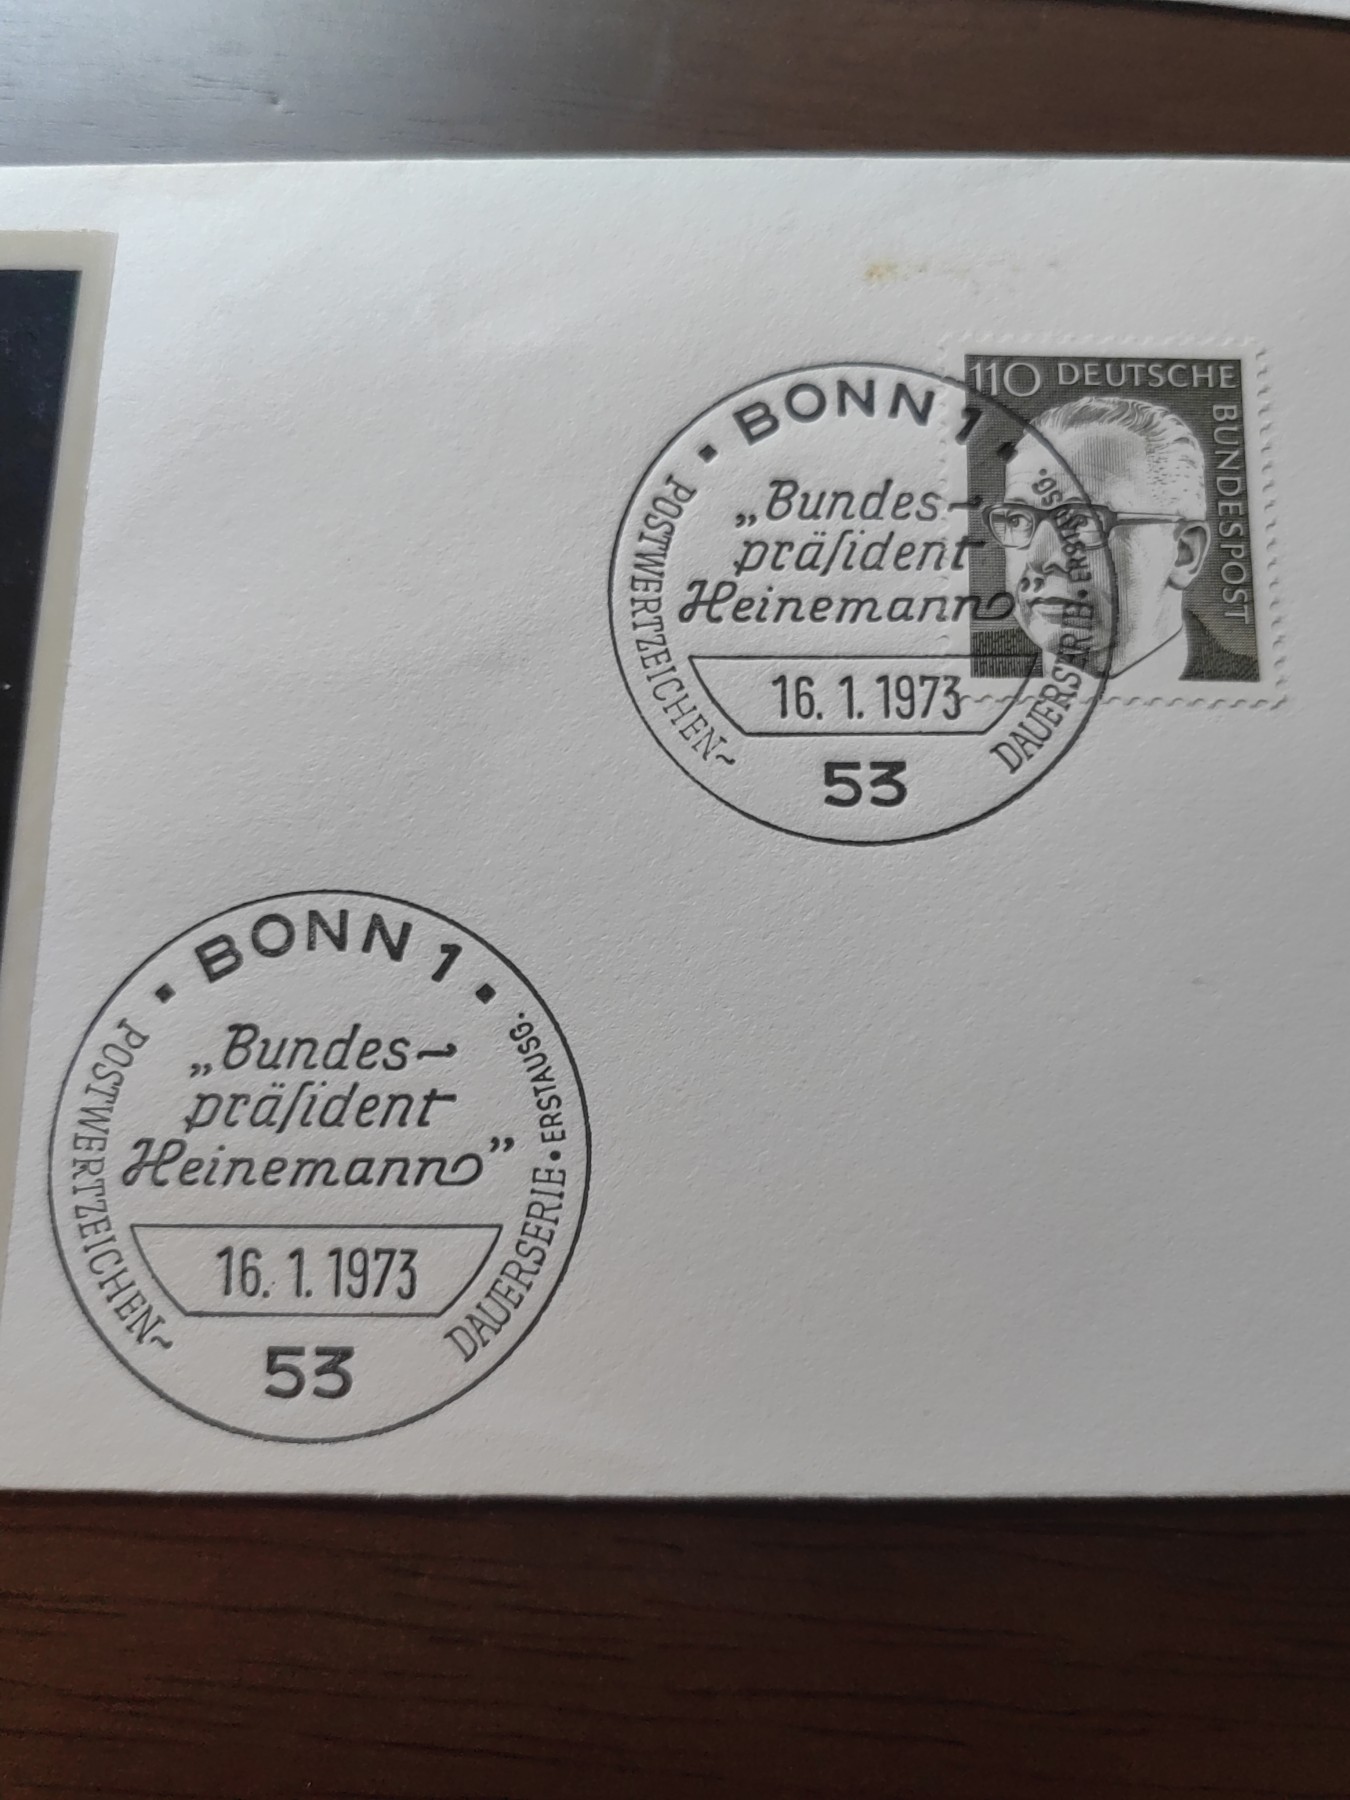 110 DEUTSCHE
BUNDESPOST
• BONN 1 •
„Bundes-
präſident
Heinemann”
16. 1. 1973
53
POSTWERTZEICHEN-
DAUERSERIE • ERSTAUSG.
• BONN 1 •
„Bundes-
präſident
Heinemann”
16. 1. 1973
53
POSTWERTZEICHEN-
DAUERSERIE • ERSTAUSG.